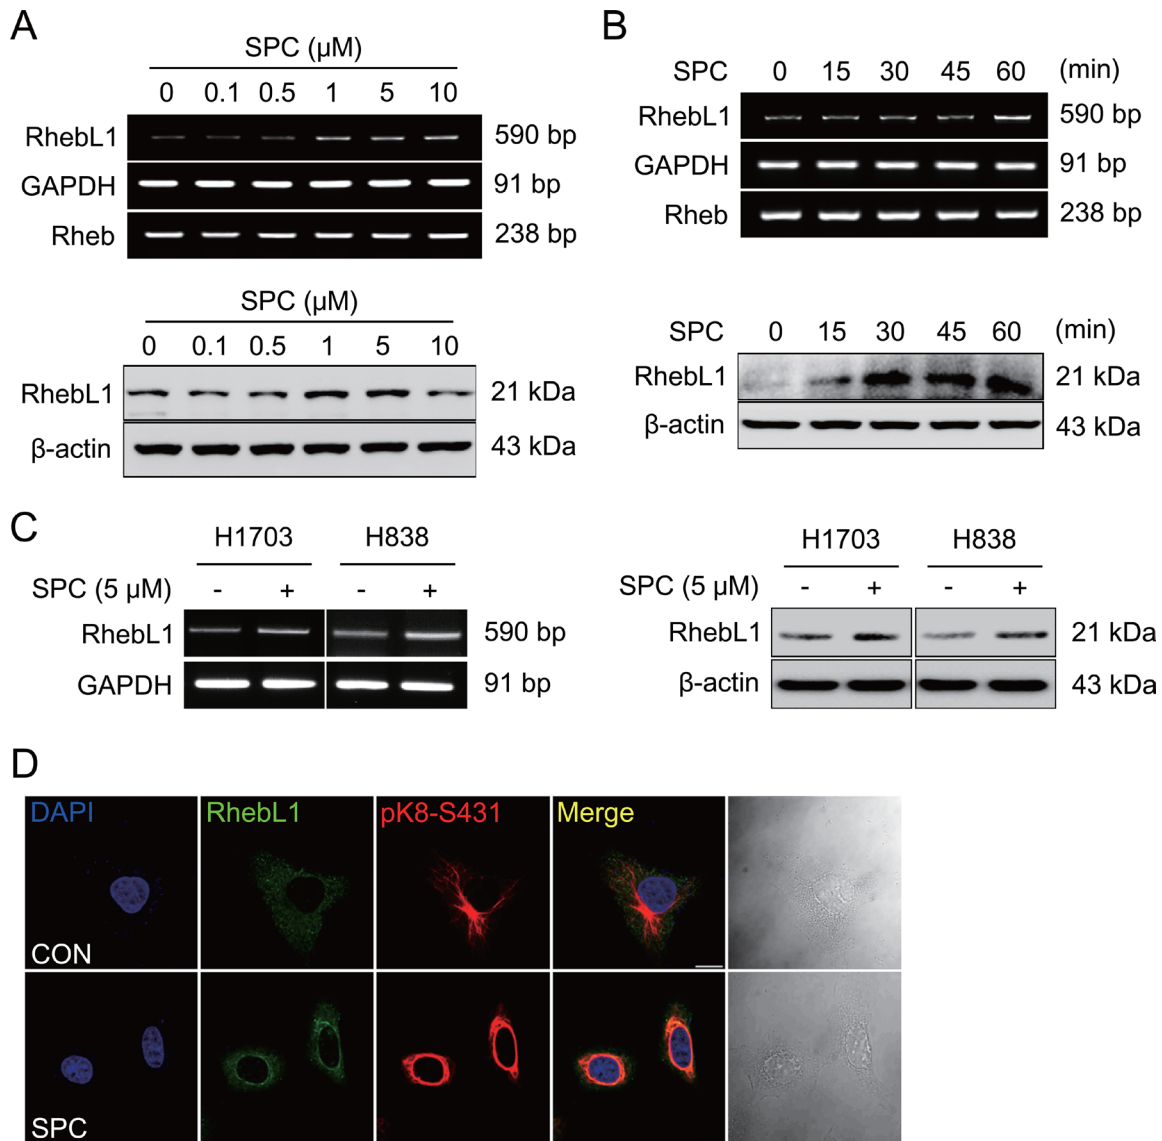 A
SPC (μM)
0 0.1 0.5 1 5 10
RhebL1 590 bp
GAPDH 91 bp
Rheb 238 bp
SPC (μM)
0 0.1 0.5 1 5 10
RhebL1 21 kDa
β-actin 43 kDa
B
SPC 0 15 30 45 60 (min)
RhebL1 590 bp
GAPDH 91 bp
Rheb 238 bp
SPC 0 15 30 45 60 (min)
RhebL1 21 kDa
β-actin 43 kDa
C
H1703 H838
SPC (5 μM) - + - +
RhebL1 590 bp
GAPDH 91 bp
H1703 H838
SPC (5 μM) - + - +
RhebL1 21 kDa
β-actin 43 kDa
D
DAPI RhebL1 pK8-S431 Merge
CON
SPC